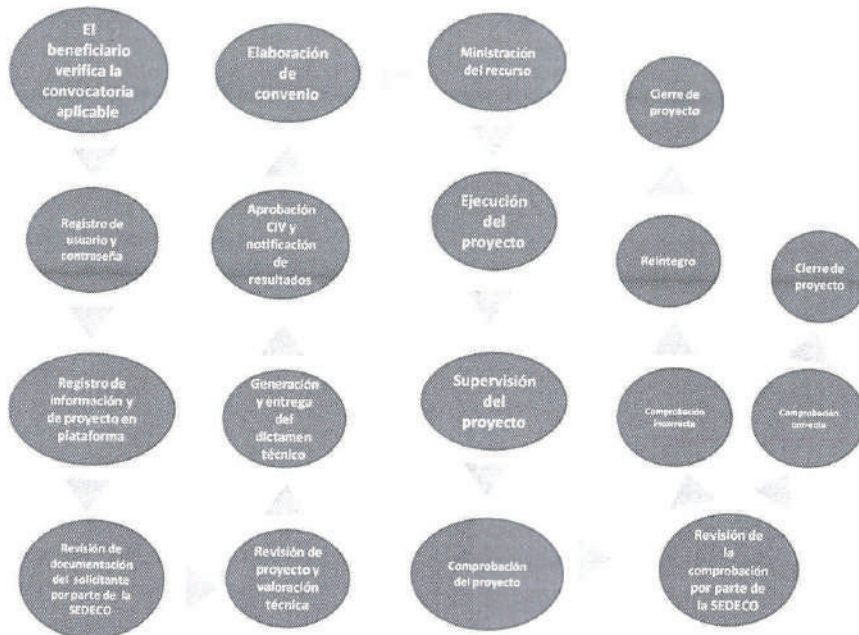 El
beneficiario
verifica la
convocatoria
aplicable
Registro de
usuario y
contraseña
Registro de
información y
de proyecto en
plataforma
Revisión de
documentación
del solicitante
por parte de la
SEDECO
Revisión de
proyecto y
valoración
técnica
Generación
y entrega
del
dictamen
técnico
Aprobación
CIV y
notificación
de
resultados
Elaboración
de
convenio
Ministración
del recurso
Ejecución
del
proyecto
Supervisión
del
proyecto
Comprobación
del proyecto
Revisión de
la
comprobación
por parte de
la SEDECO
Comprobación
incorrecta
Reintegro
Cierre de
proyecto
Comprobación
correcta
Cierre de
proyecto